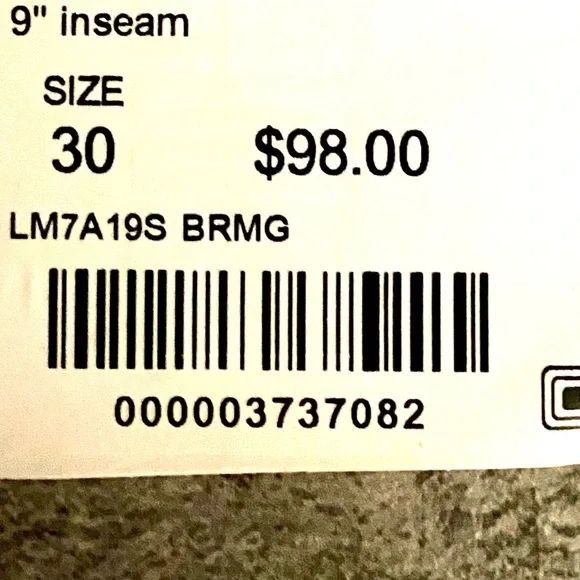 9" inseam
SIZE
30 $98.00
LM7A19S BRMG
000003737082